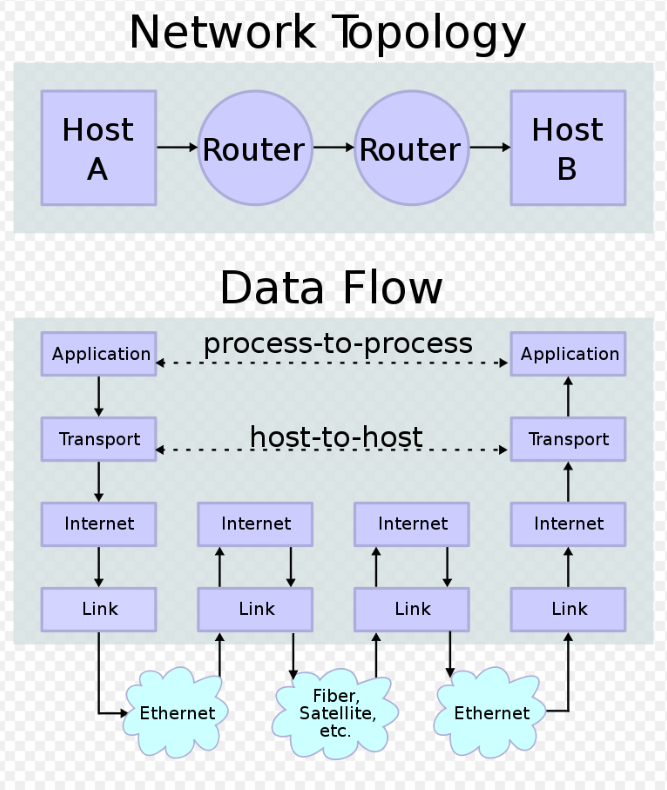 Network Topology
Host
A
Router
Router
Host
B
Data Flow
Application
process-to-process
Application
Transport
host-to-host
Transport
Internet
Internet
Internet
Internet
Link
Link
Link
Link
Ethernet
Fiber,
Satellite,
etc.
Ethernet